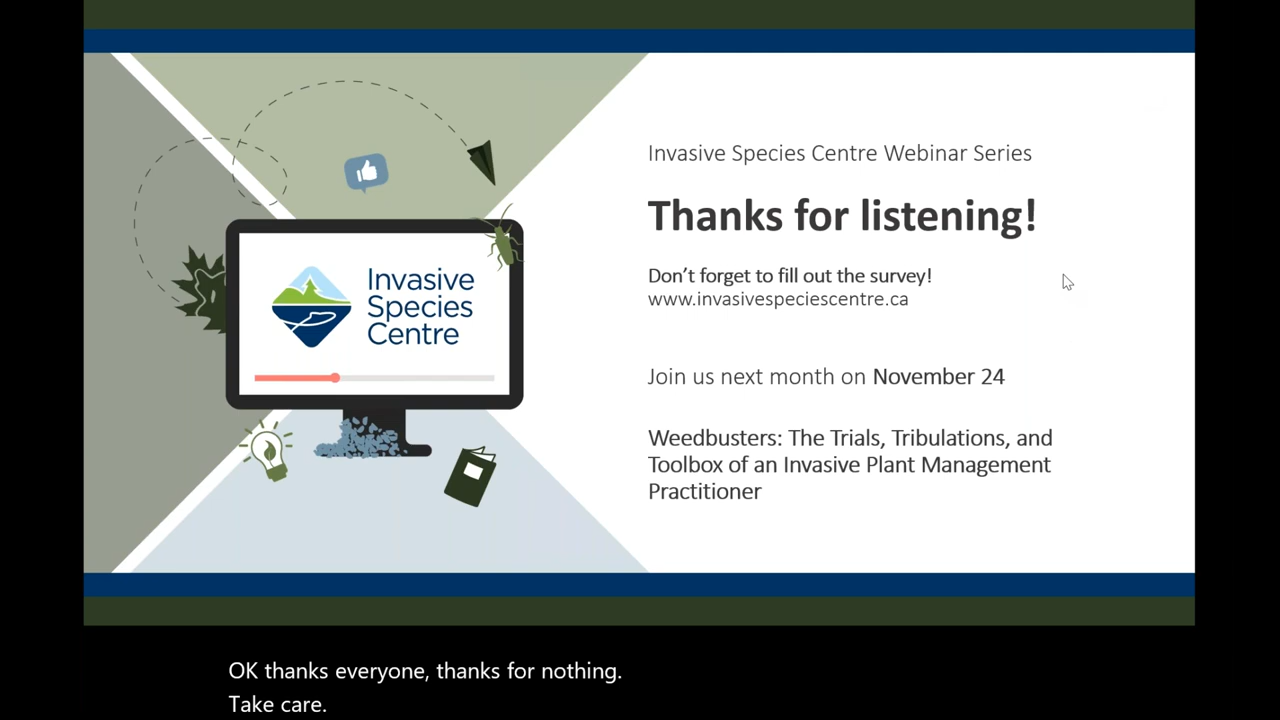 Invasive Species Centre Webinar Series
Thanks for listening!
Don't forget to fill out the survey!
www.invasivespeciescentre.ca
Join us next month on November 24
Weedbusters: The Trials, Tribulations, and
Toolbox of an Invasive Plant Management
Practitioner
Invasive
Species
Centre
OK thanks everyone, thanks for nothing.
Take care.